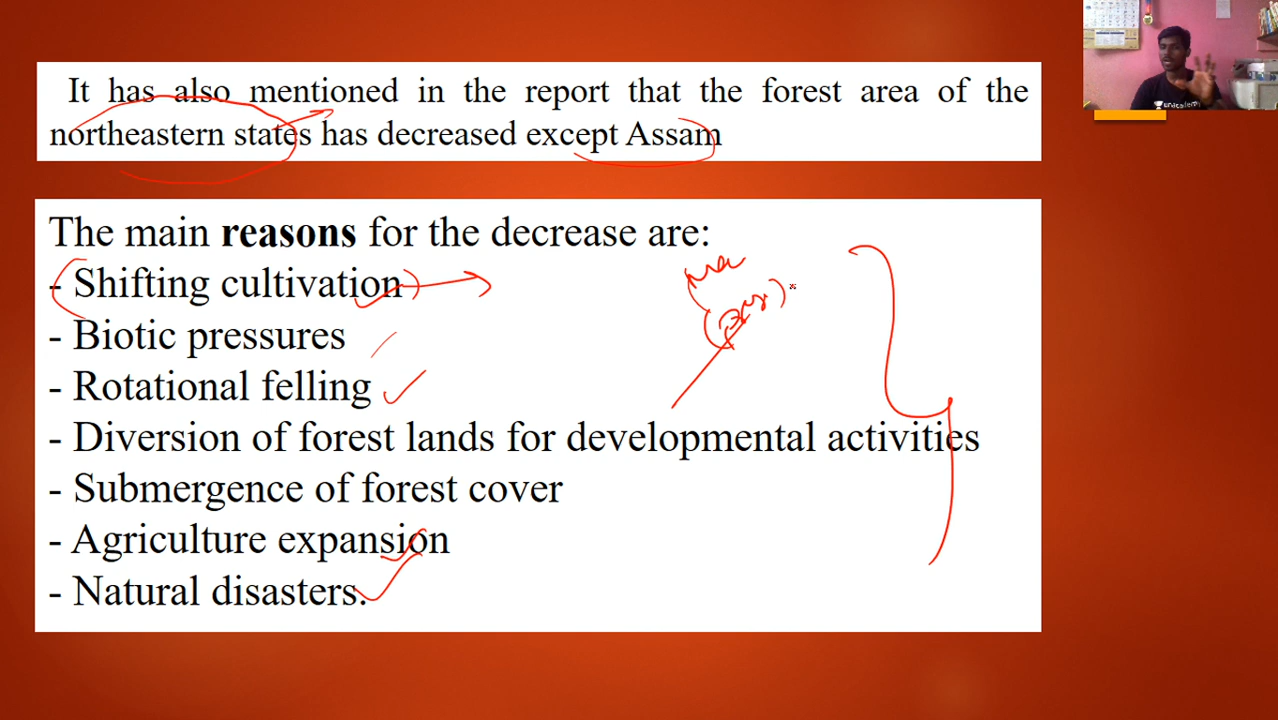 It has also mentioned in the report that the forest area of the
northeastern states has decreased except Assam
The main reasons for the decrease are:
- Shifting cultivation
- Biotic pressures
- Rotational felling
- Diversion of forest lands for developmental activities
- Submergence of forest cover
- Agriculture expansion
- Natural disasters.